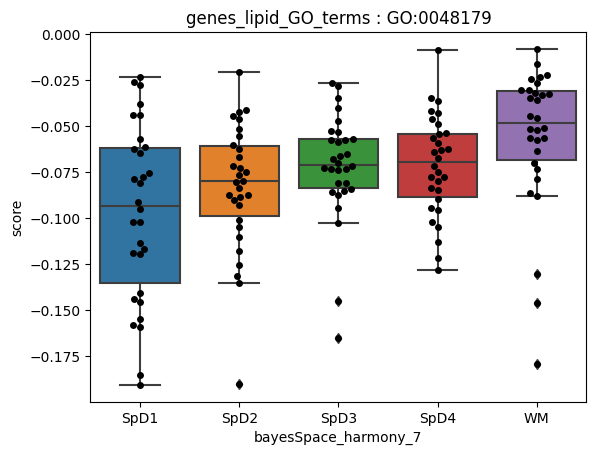 genes_lipid_GO_terms : GO:0048179
0.000
−0.025
−0.050
−0.075
−0.100
−0.125
−0.150
−0.175
score
SpD1 SpD2 SpD3 SpD4 WM
bayesSpace_harmony_7